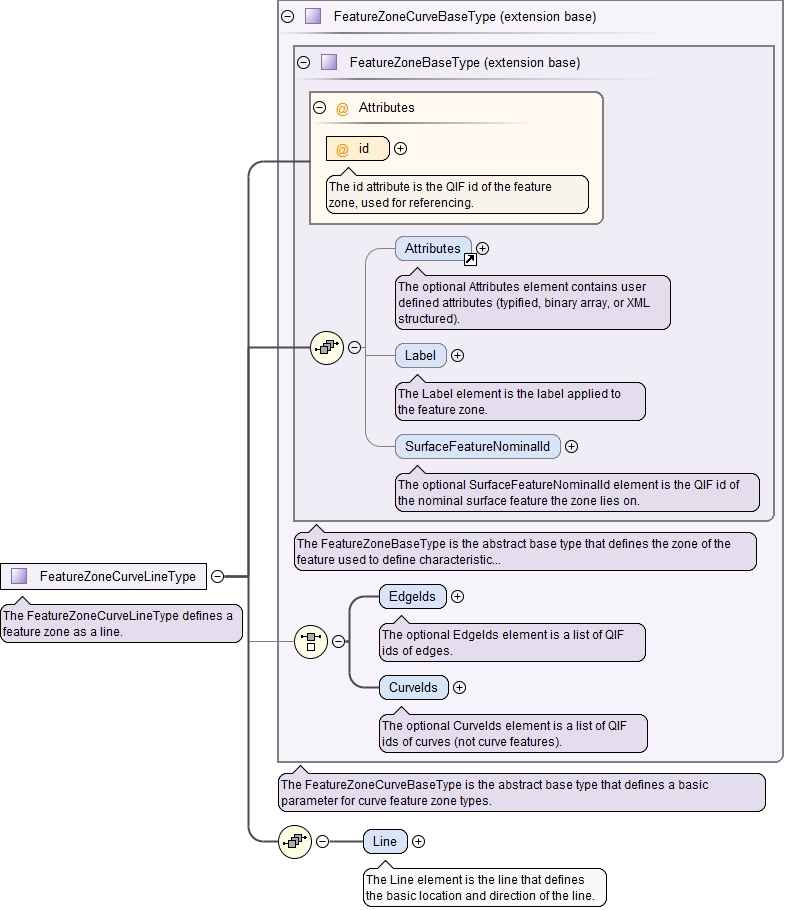 FeatureZoneCurveBaseType (extension base)
FeatureZoneBaseType (extension base)
@ Attributes
@ id
The id attribute is the QIF id of the feature
zone, used for referencing.
Attributes
The optional Attributes element contains user
defined attributes (typified, binary array, or XML
structured).
Label
The Label element is the label applied to
the feature zone.
SurfaceFeatureNominalId
The optional SurfaceFeatureNominalId element is the QIF id of
the nominal surface feature the zone lies on.
The FeatureZoneBaseType is the abstract base type that defines the zone of the
feature used to define characteristic...
FeatureZoneCurveLineType
The FeatureZoneCurveLineType defines a
feature zone as a line.
EdgeIds
The optional EdgeIds element is a list of QIF
ids of edges.
CurveIds
The optional CurveIds element is a list of QIF
ids of curves (not curve features).
The FeatureZoneCurveBaseType is the abstract base type that defines a basic
parameter for curve feature zone types.
Line
The Line element is the line that defines
the basic location and direction of the line.